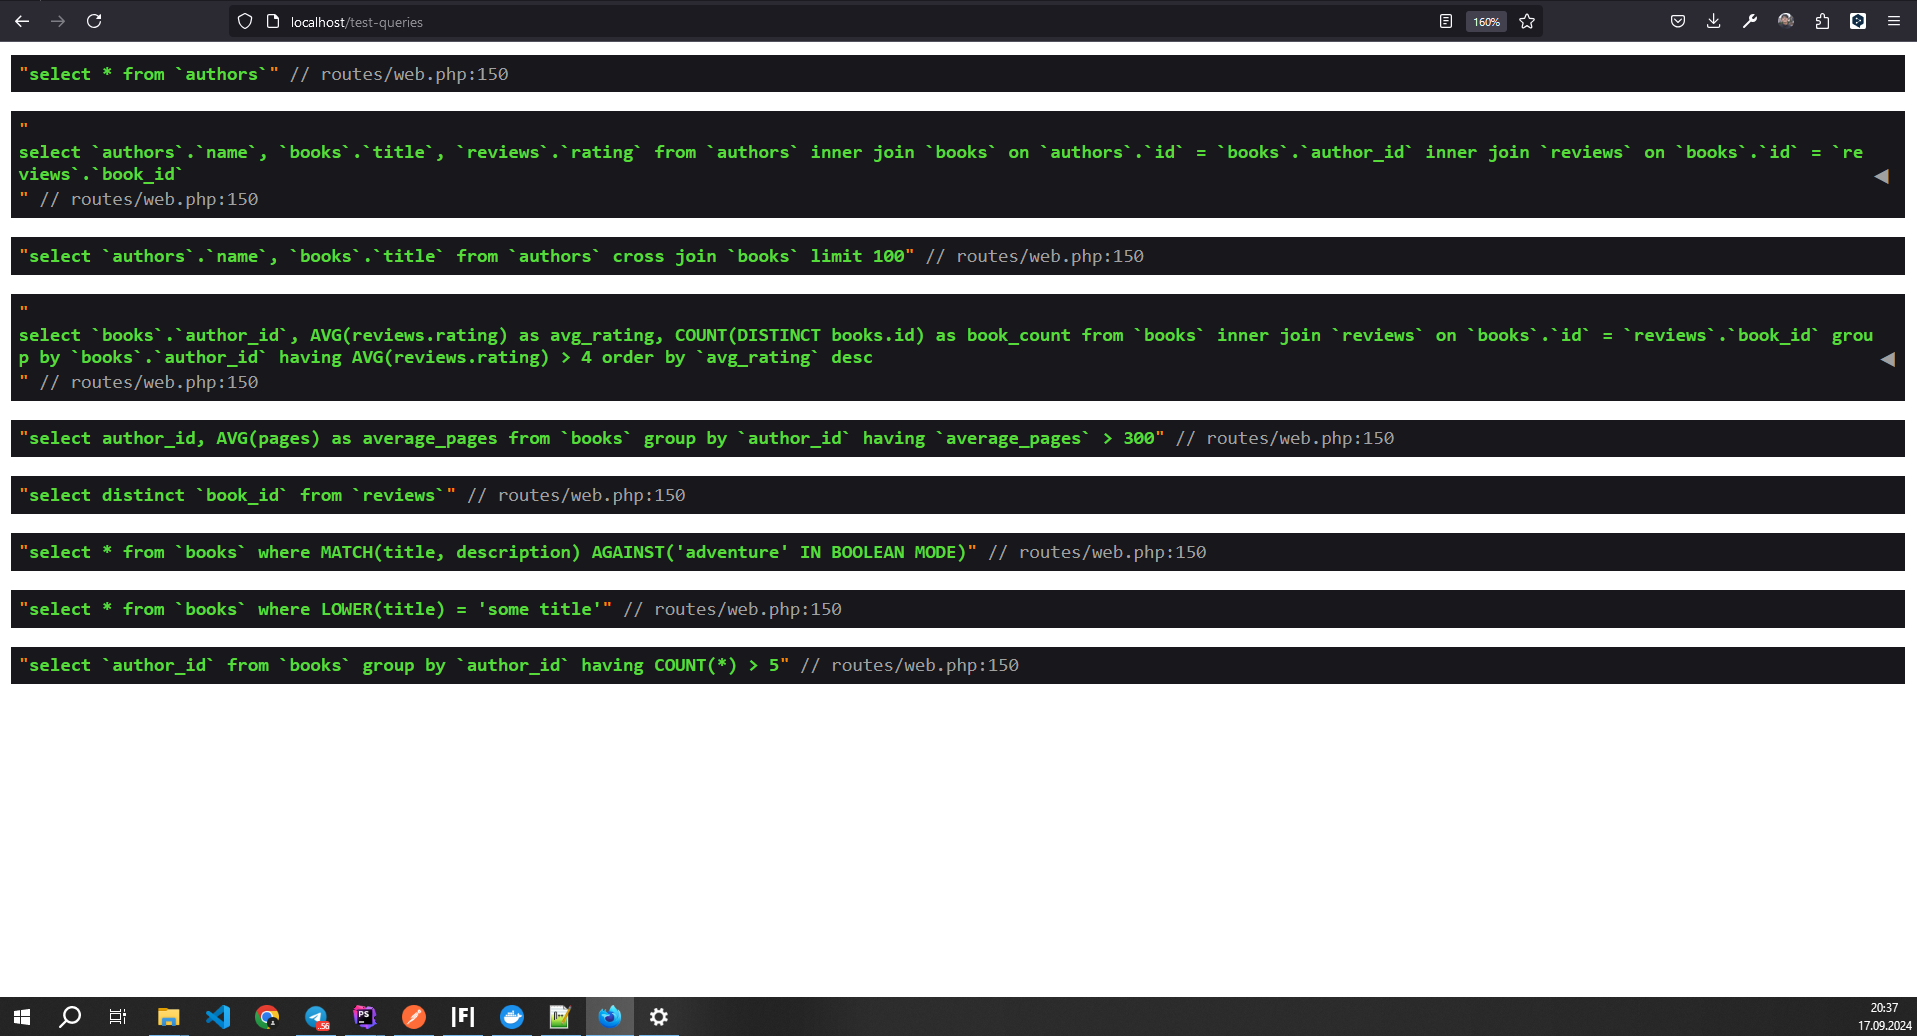 localhost/test-queries
160%
"select * from `authors`" // routes/web.php:150
"
select `authors`.`name`, `books`.`title`, `reviews`.`rating` from `authors` inner join `books` on `authors`.`id` = `books`.`author_id` inner join `reviews` on `books`.`id` = `re
views`.`book_id`
" // routes/web.php:150
"select `authors`.`name`, `books`.`title` from `authors` cross join `books` limit 100" // routes/web.php:150
"
select `books`.`author_id`, AVG(reviews.rating) as avg_rating, COUNT(DISTINCT books.id) as book_count from `books` inner join `reviews` on `books`.`id` = `reviews`.`book_id` grou
p by `books`.`author_id` having AVG(reviews.rating) > 4 order by `avg_rating` desc
" // routes/web.php:150
"select author_id, AVG(pages) as average_pages from `books` group by `author_id` having `average_pages` > 300" // routes/web.php:150
"select distinct `book_id` from `reviews`" // routes/web.php:150
"select * from `books` where MATCH(title, description) AGAINST('adventure' IN BOOLEAN MODE)" // routes/web.php:150
"select * from `books` where LOWER(title) = 'some title'" // routes/web.php:150
"select `author_id` from `books` group by `author_id` having COUNT(*) > 5" // routes/web.php:150
PS
56
|F|
20:37
17.09.2024